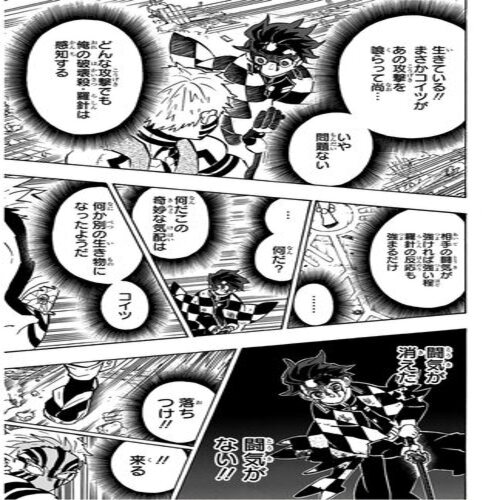 生きている!!
まさかコイツが
あの攻撃を
喰らって尚…
いや
問題ない
どんな攻撃でも
俺の破壊殺・羅針は
感知する
相手の闘気が
強ければ強い程
羅針の反応も
強まるだけ
…
何だ?
……
何だこの
奇妙な気配は
何か別の生き物に
なったようだ
コイツ
闘気が
消えた
闘気が
ない!!
落ち
つけ!!
来る